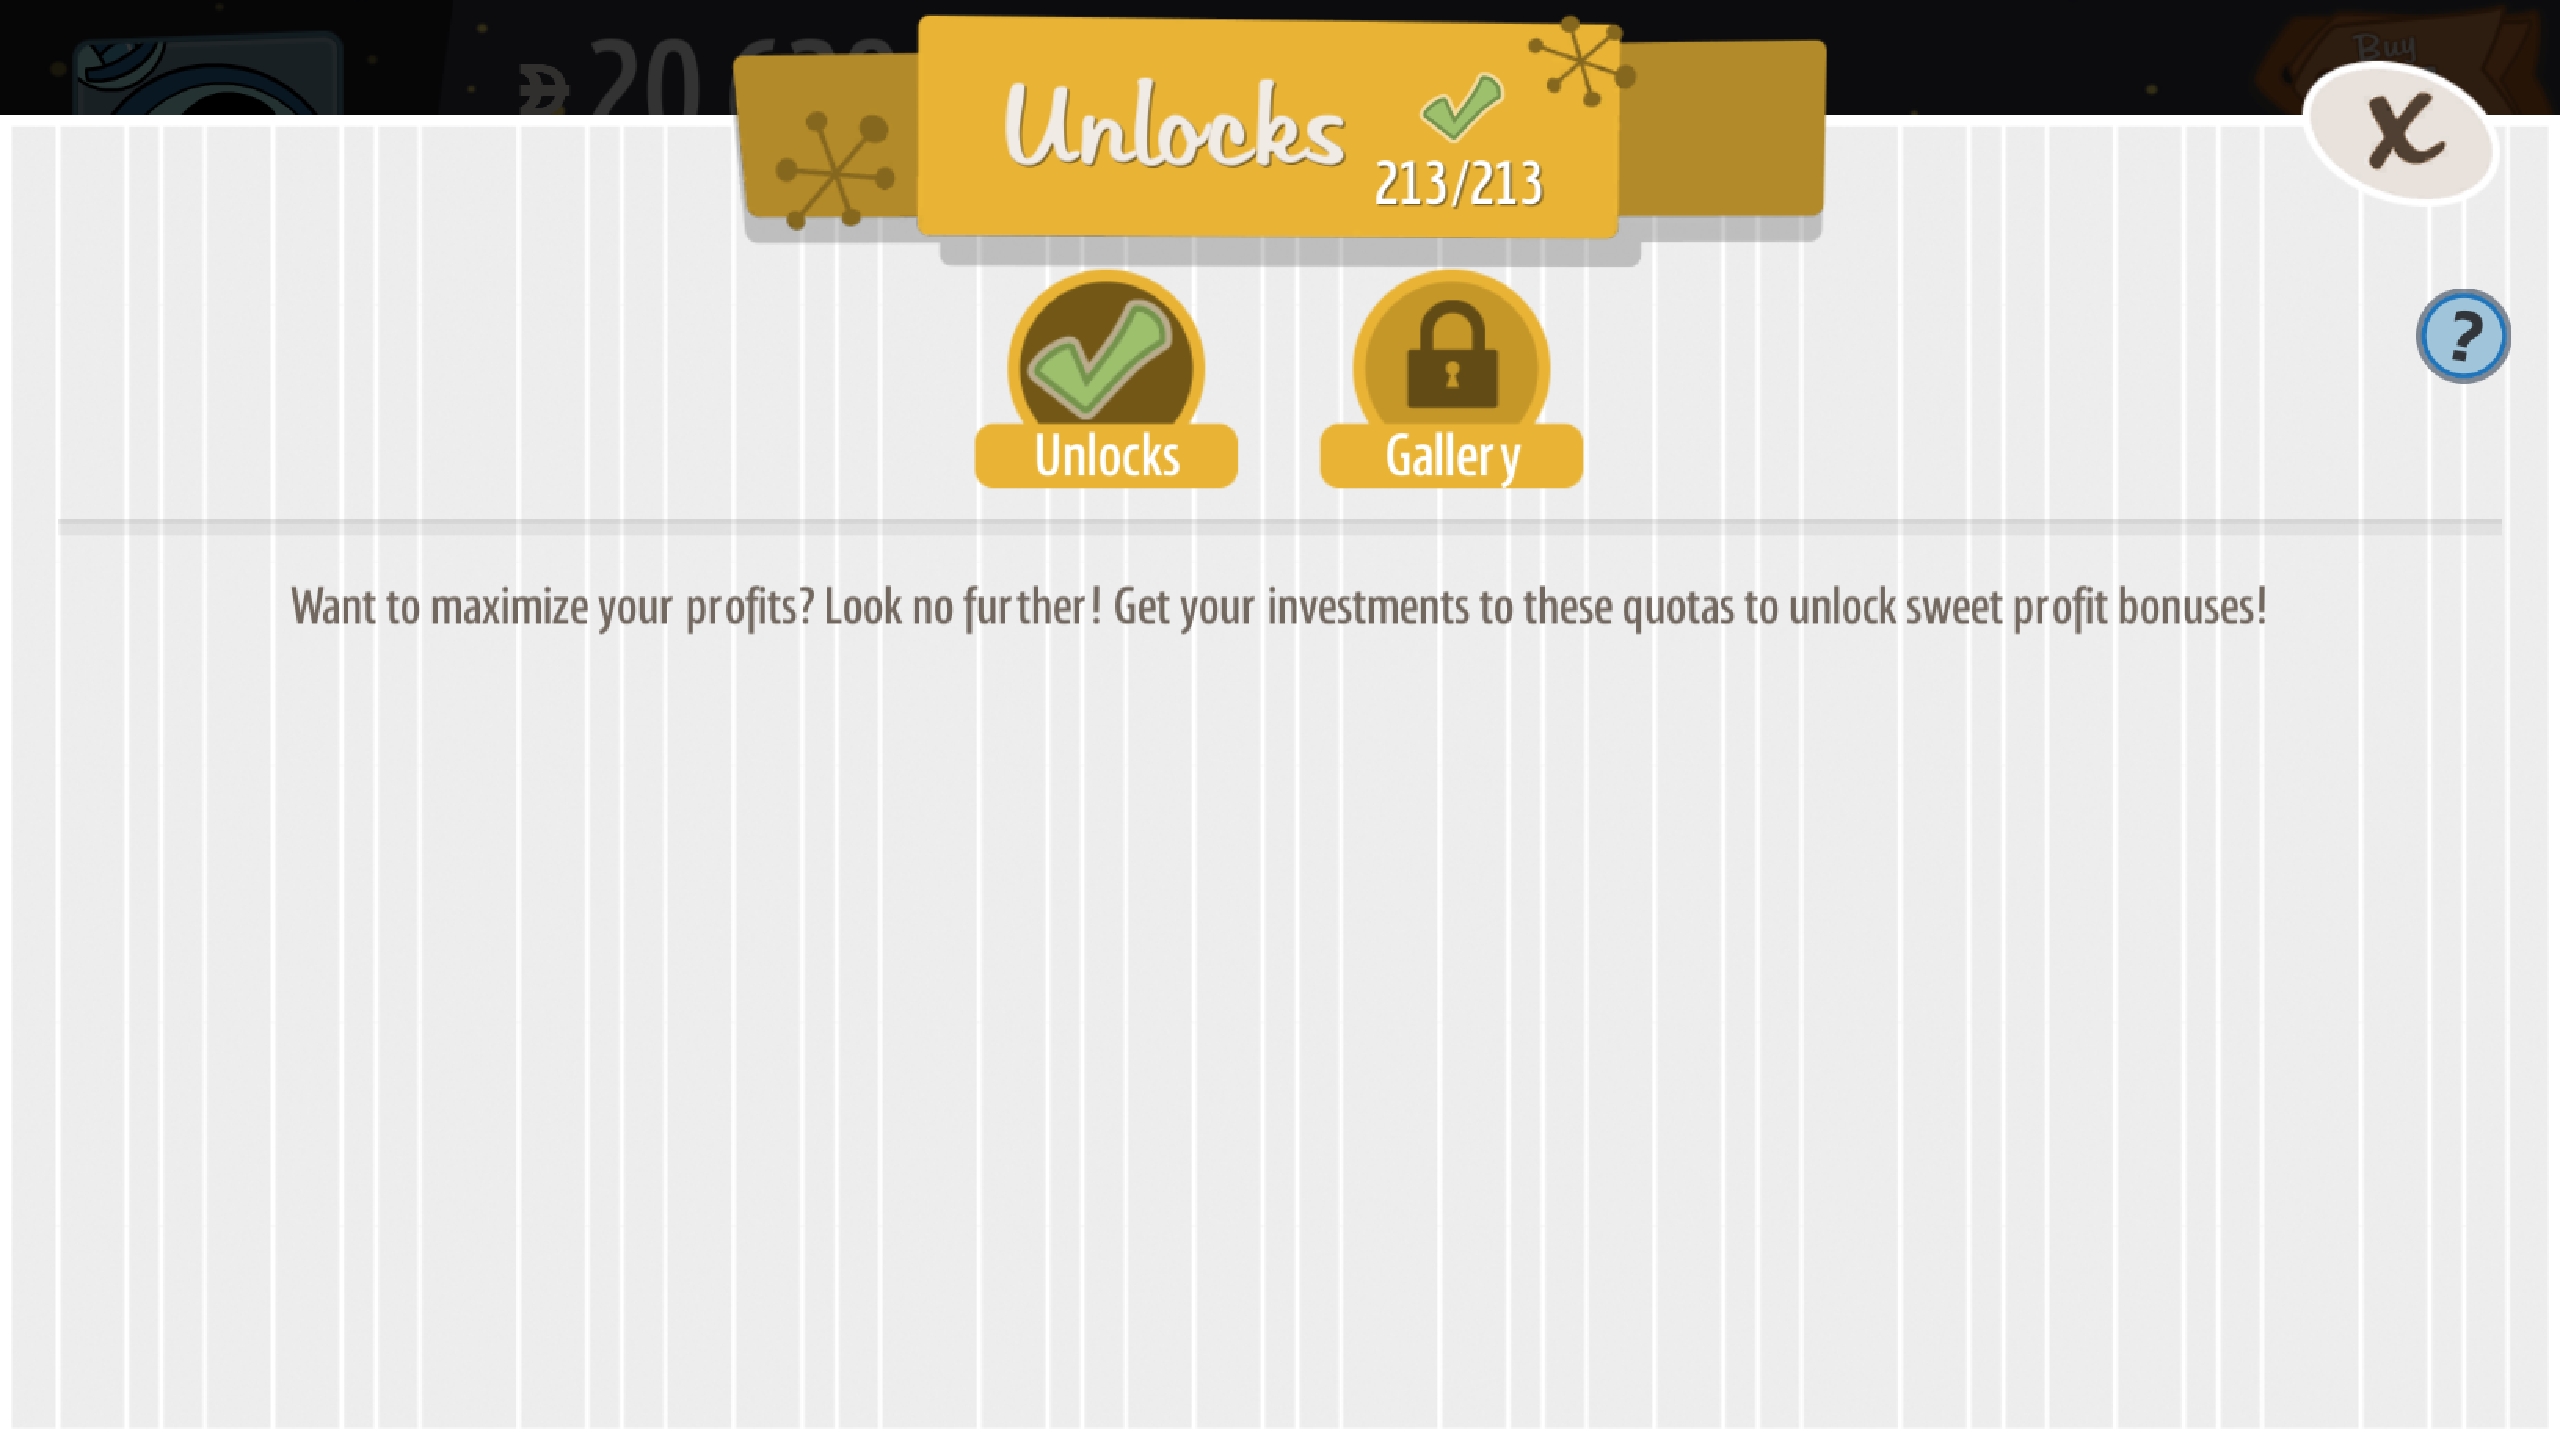 20
Buy
Unlocks
213/213
X
?
Unlocks
Gallery
Want to maximize your profits? Look no further! Get your investments to these quotas to unlock sweet profit bonuses!